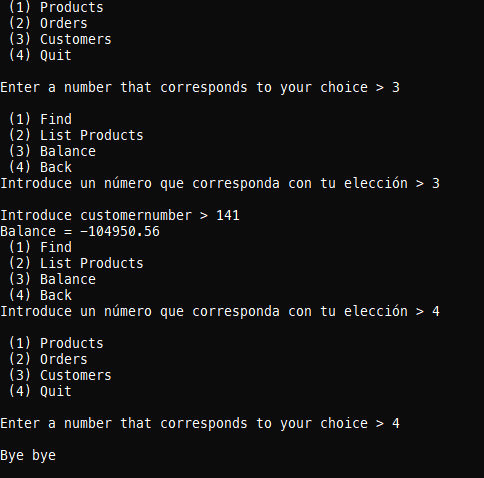 (1) Products
(2) Orders
(3) Customers
(4) Quit
Enter a number that corresponds to your choice > 3
(1) Find
(2) List Products
(3) Balance
(4) Back
Introduce un número que corresponda con tu elección > 3
Introduce customernumber > 141
Balance = -104950.56
(1) Find
(2) List Products
(3) Balance
(4) Back
Introduce un número que corresponda con tu elección > 4
(1) Products
(2) Orders
(3) Customers
(4) Quit
Enter a number that corresponds to your choice > 4
Bye bye